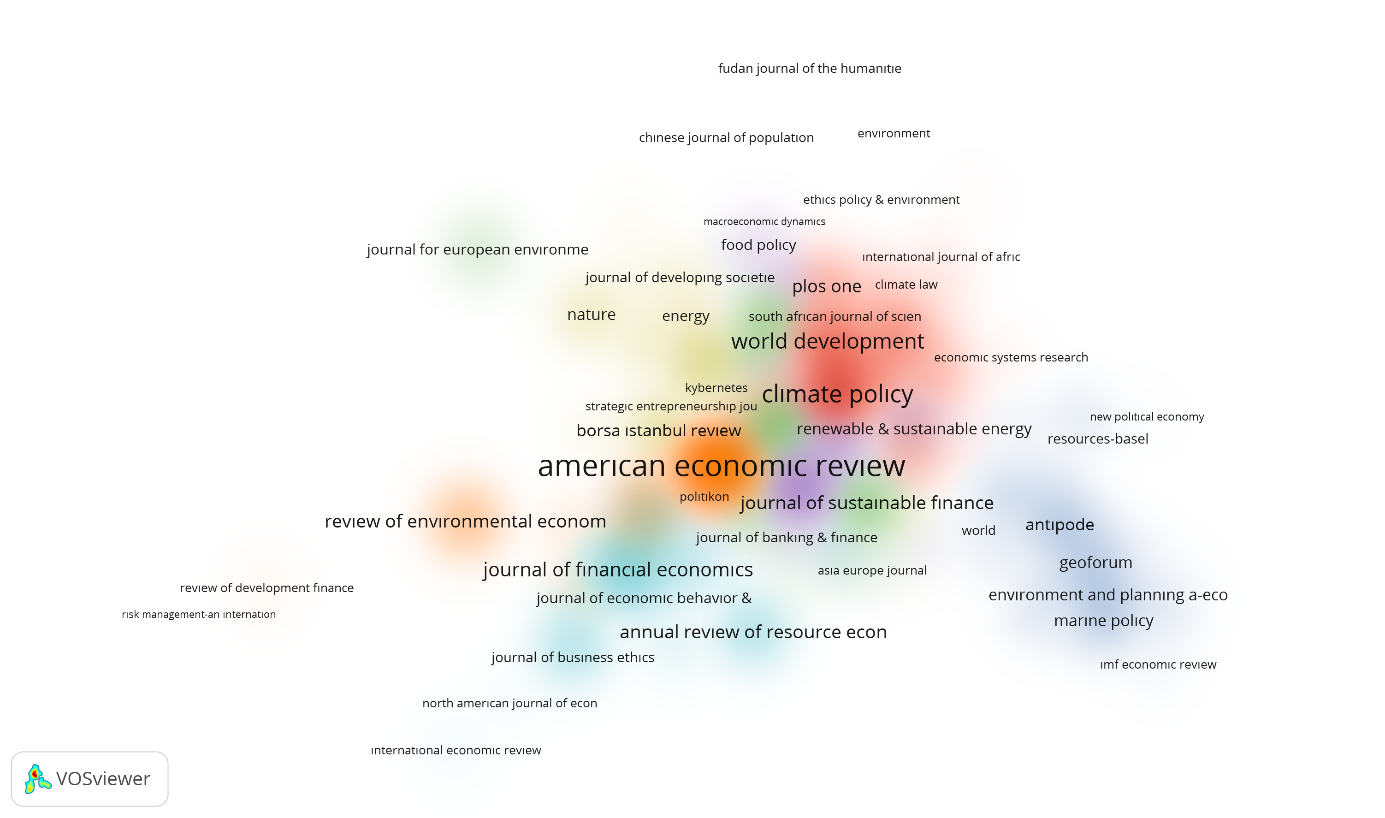 fudan journal of the humanitie
chinese journal of population
environment
ethics policy & environment
macroeconomic dynamics
food policy
journal for european environme
international journal of afric
journal of developing societie
plos one
climate law
nature
energy
south african journal of scien
world development
economic systems research
kybernetes
climate policy
strategic entrepreneurship jou
new political economy
borsa istanbul review
renewable & sustainable energy
resources-basel
american economic review
politikon
journal of sustainable finance
review of environmental econom
antipode
world
journal of banking & finance
geoforum
journal of financial economics
asia europe journal
review of development finance
journal of economic behavior &
environment and planning a-eco
risk management-an internation
marine policy
annual review of resource econ
journal of business ethics
imf economic review
north american journal of econ
international economic review
VOSviewer